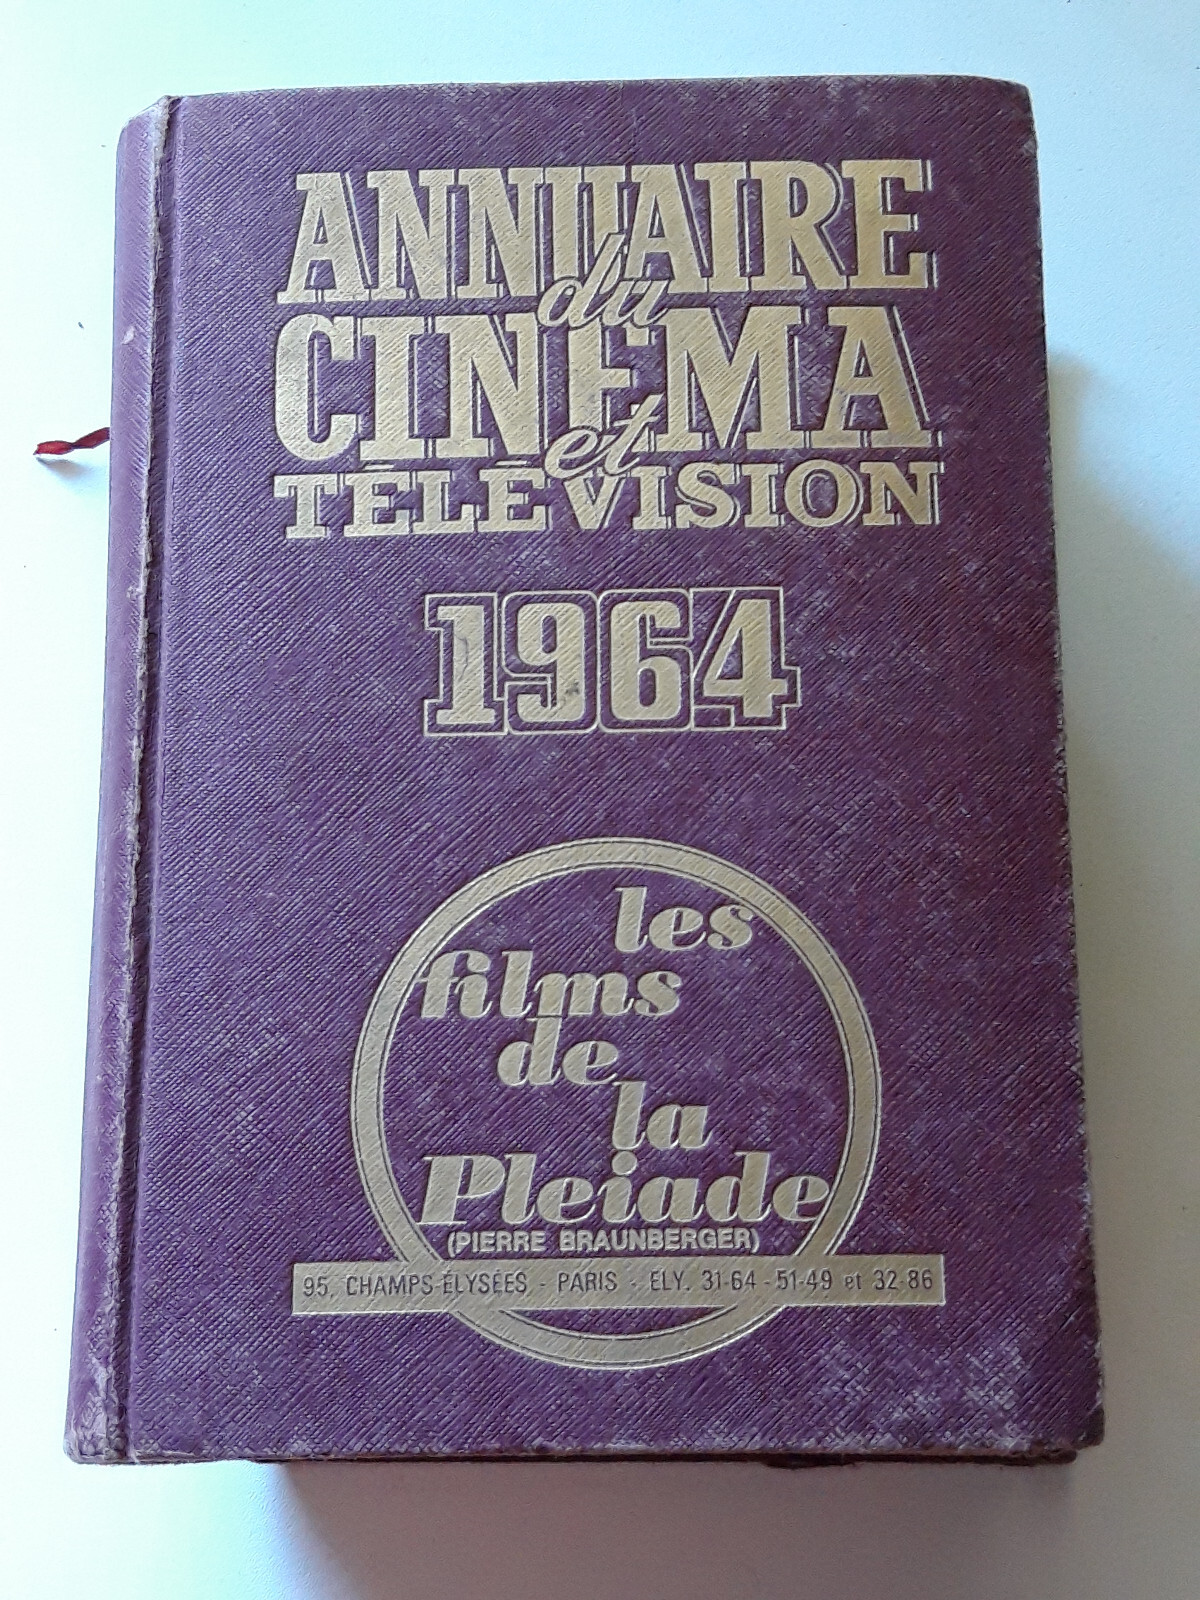 ANNUAIRE
du
CINEMA
et
TÉLÉVISION
1964
les
films
de
la
Pleiade
(PIERRE BRAUNBERGER)
95, CHAMPS-ÉLYSÉES - PARIS - ELY. 31-64 - 51-49 et 32-86